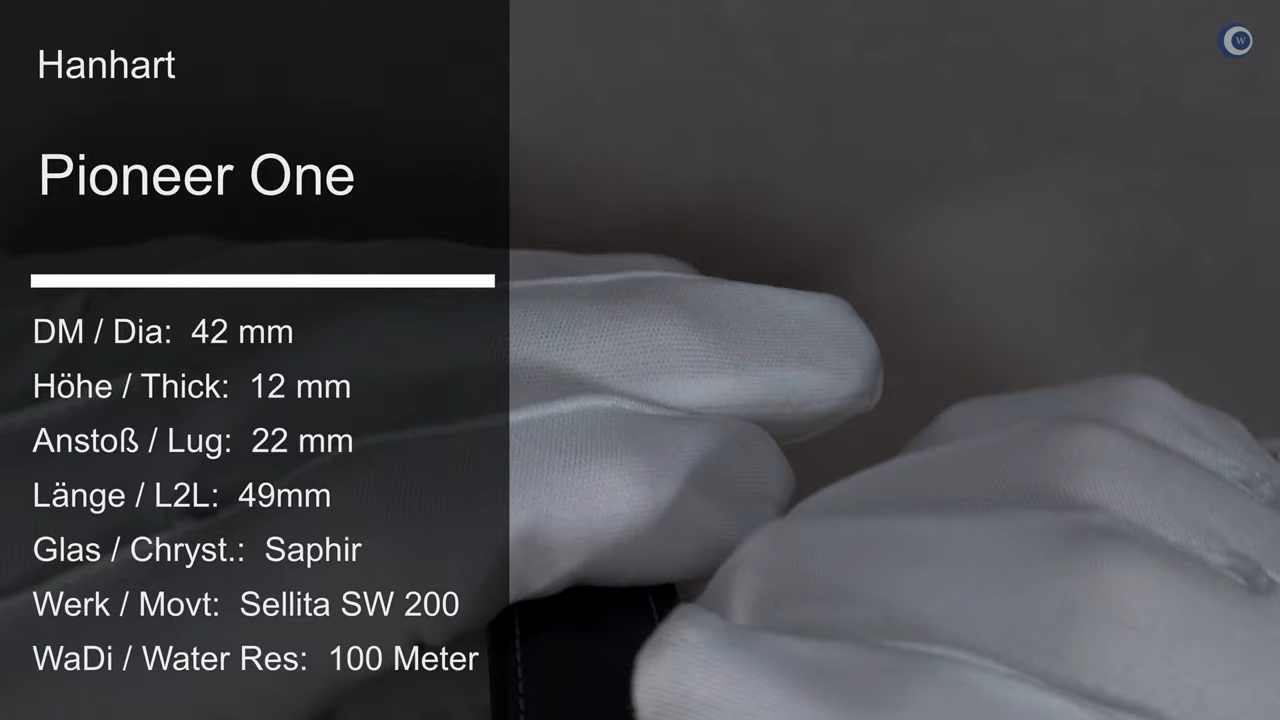 Hanhart
W
Pioneer One
DM / Dia: 42 mm
Höhe / Thick: 12 mm
Anstoß / Lug: 22 mm
Länge / L2L: 49mm
Glas / Chryst.: Saphir
Werk / Movt: Sellita SW 200
WaDi / Water Res: 100 Meter